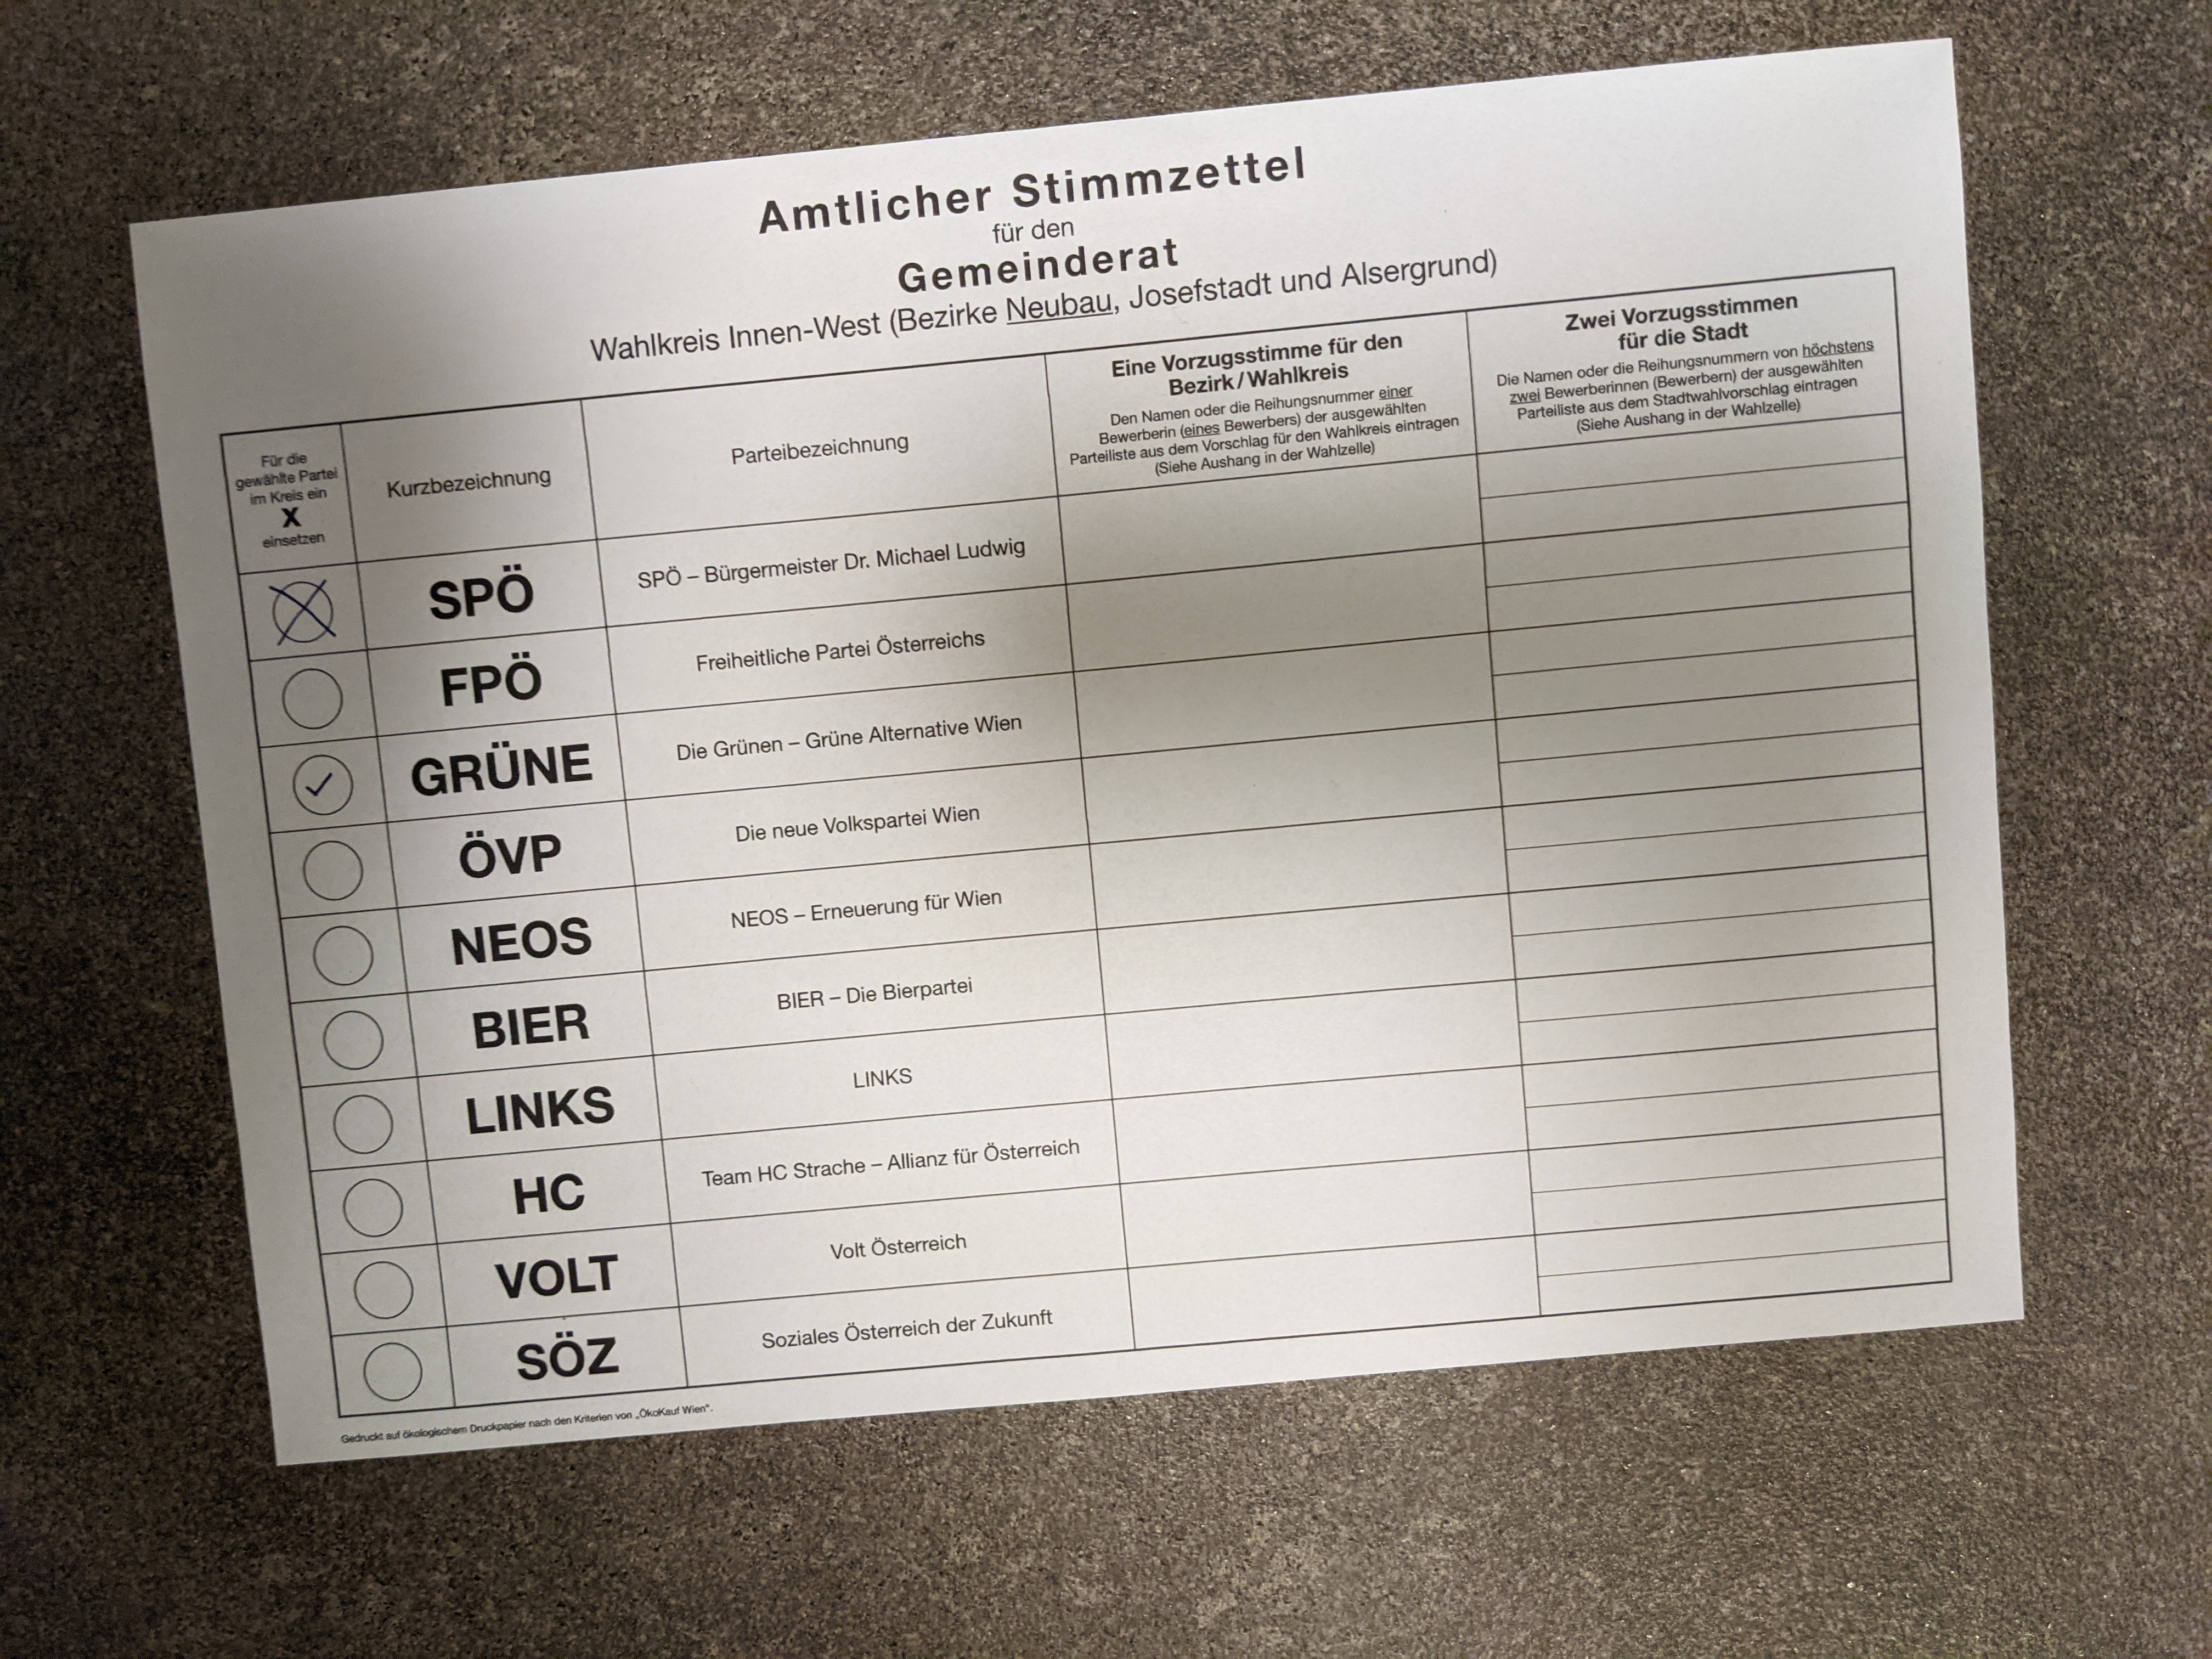 Amtlicher Stimmzettel
für den
Gemeinderat
Wahlkreis Innen-West (Bezirke Neubau, Josefstadt und Alsergrund)
Für die
gewählte Partei
im Kreis ein
X
einsetzen
Kurzbezeichnung
Parteibezeichnung
Eine Vorzugsstimme für den
Bezirk/Wahlkreis
Den Namen oder die Reihungsnummer einer
Bewerberin (eines Bewerbers) der ausgewählten
Parteiliste aus dem Vorschlag für den Wahlkreis eintragen
(Siehe Aushang in der Wahlzelle)
Zwei Vorzugsstimmen
für die Stadt
Die Namen oder die Reihungsnummern von höchstens
zwei Bewerberinnen (Bewerbern) der ausgewählten
Parteiliste aus dem Stadtwahlvorschlag eintragen
(Siehe Aushang in der Wahlzelle)
SPÖ SPÖ – Bürgermeister Dr. Michael Ludwig
FPÖ Freiheitliche Partei Österreichs
GRÜNE Die Grünen – Grüne Alternative Wien
ÖVP Die neue Volkspartei Wien
NEOS NEOS – Erneuerung für Wien
BIER BIER – Die Bierpartei
LINKS LINKS
HC Team HC Strache – Allianz für Österreich
VOLT Volt Österreich
SÖZ Soziales Österreich der Zukunft
Gedruckt auf ökologischem Druckpapier nach den Kriterien von „ÖkoKauf Wien“.